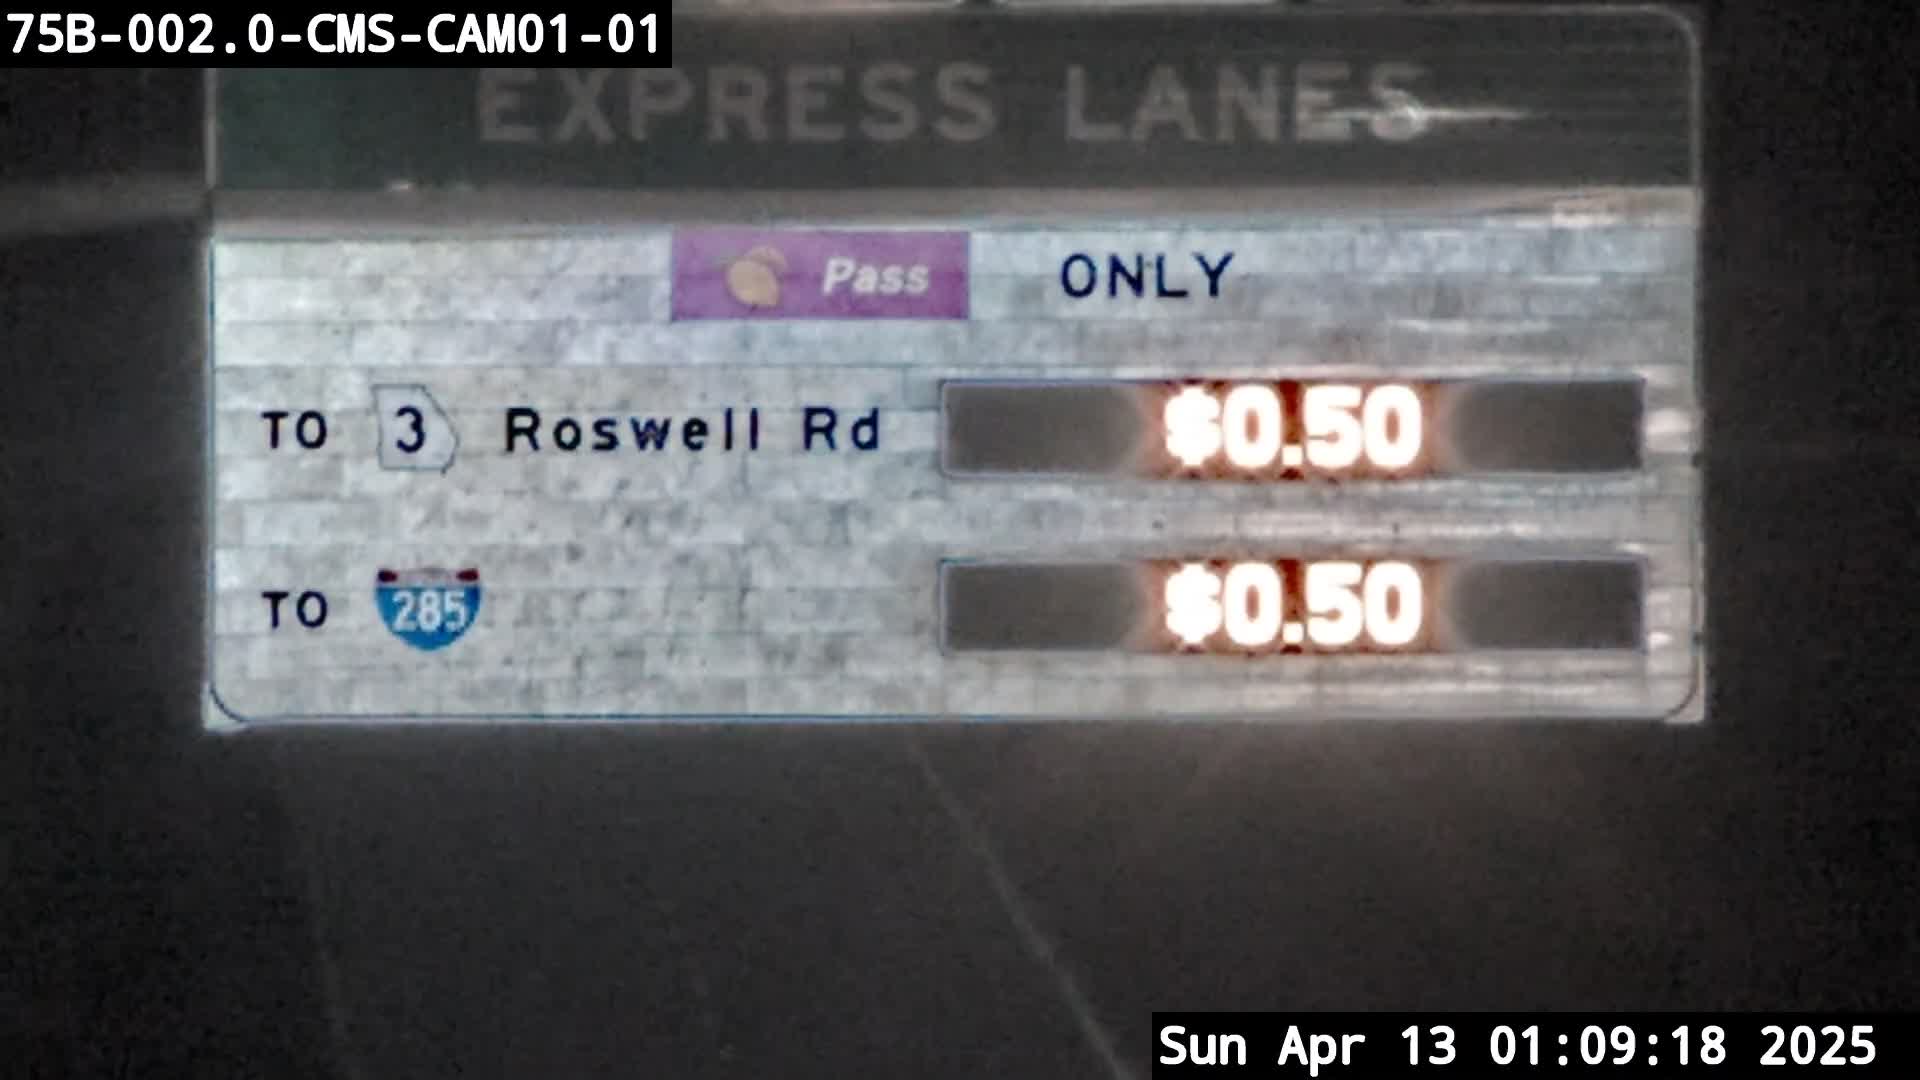 75B-002.0-CMS-CAM01-01
EXPRESS LANES
Pass ONLY
TO 3 Roswell Rd $0.50
TO 285 $0.50
Sun Apr 13 01:09:18 2025